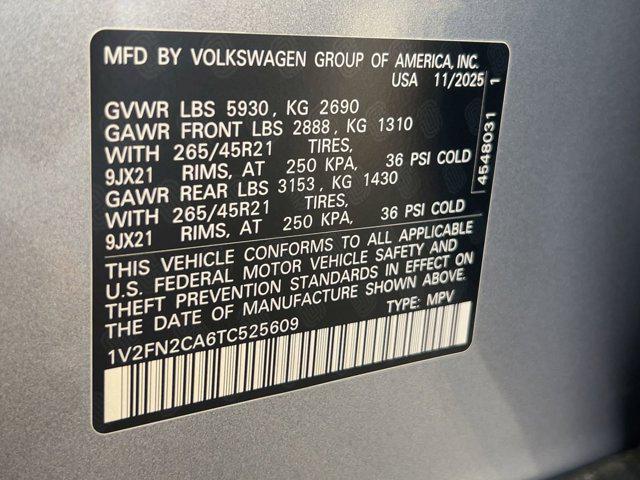 MFD BY VOLKSWAGEN GROUP OF AMERICA, INC.
USA 11/2025
GVWR LBS 5930, KG 2690
GAWR FRONT LBS 2888, KG 1310
WITH 265/45R21 TIRES,
9JX21 RIMS, AT 250 KPA, 36 PSI COLD
GAWR REAR LBS 3153, KG 1430
WITH 265/45R21 TIRES,
9JX21 RIMS, AT 250 KPA, 36 PSI COLD
THIS VEHICLE CONFORMS TO ALL APPLICABLE
U.S. FEDERAL MOTOR VEHICLE SAFETY AND
THEFT PREVENTION STANDARDS IN EFFECT ON
THE DATE OF MANUFACTURE SHOWN ABOVE.
TYPE: MPV
1V2FN2CA6TC525609
4548031 1